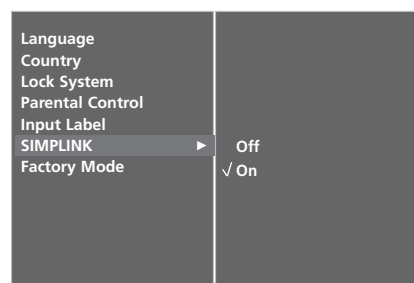 Language
Country
Lock System
Parental Control
Input Label
SIMPLINK ►
Factory Mode
Off
√ On